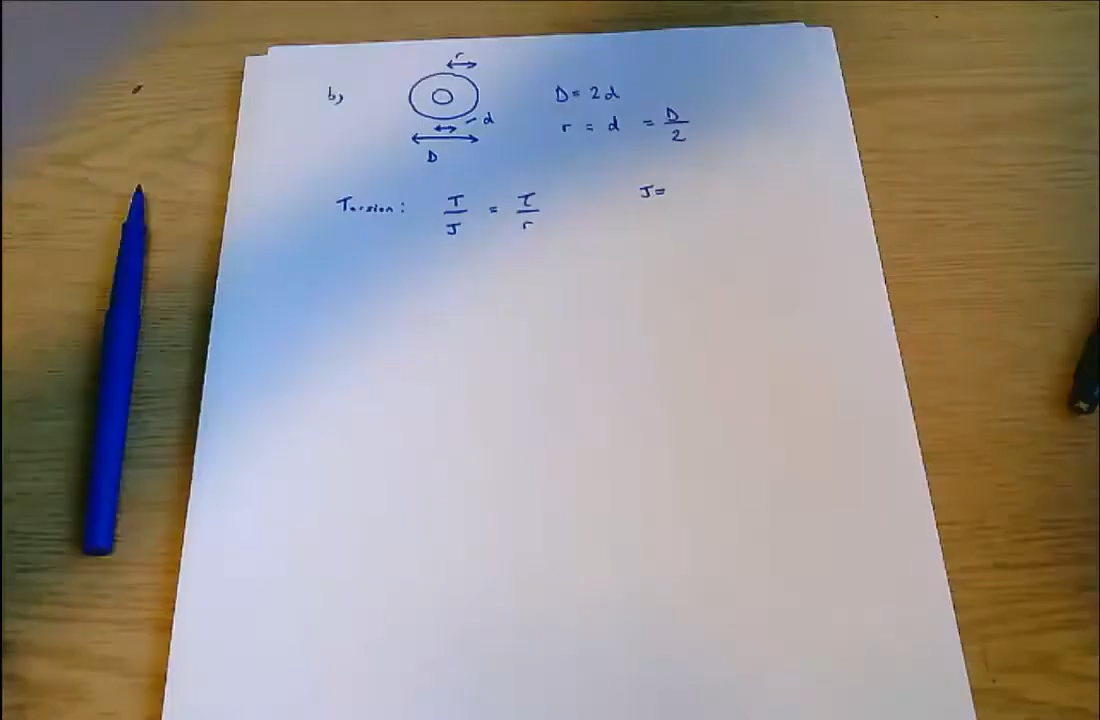 r
b)
d
D
D = 2d
r = d = D/2
Torsion: T/J = τ/r
J=